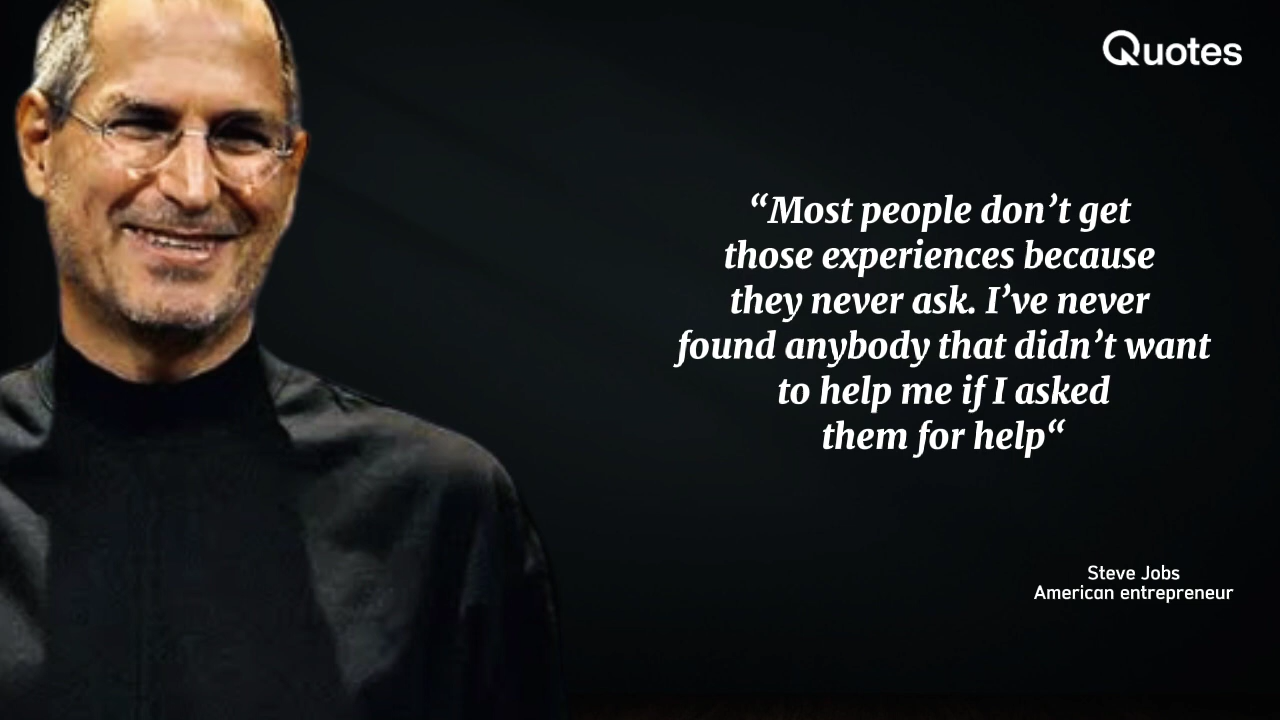 Quotes
“Most people don’t get
those experiences because
they never ask. I’ve never
found anybody that didn’t want
to help me if I asked
them for help“
Steve Jobs
American entrepreneur